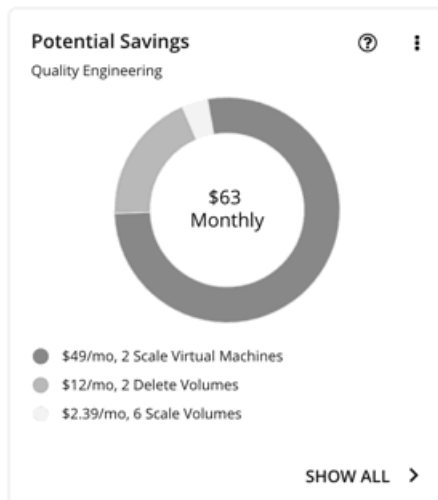 Potential Savings
Quality Engineering
$63
Monthly
$49/mo, 2 Scale Virtual Machines
$12/mo, 2 Delete Volumes
$2.39/mo, 6 Scale Volumes
SHOW ALL